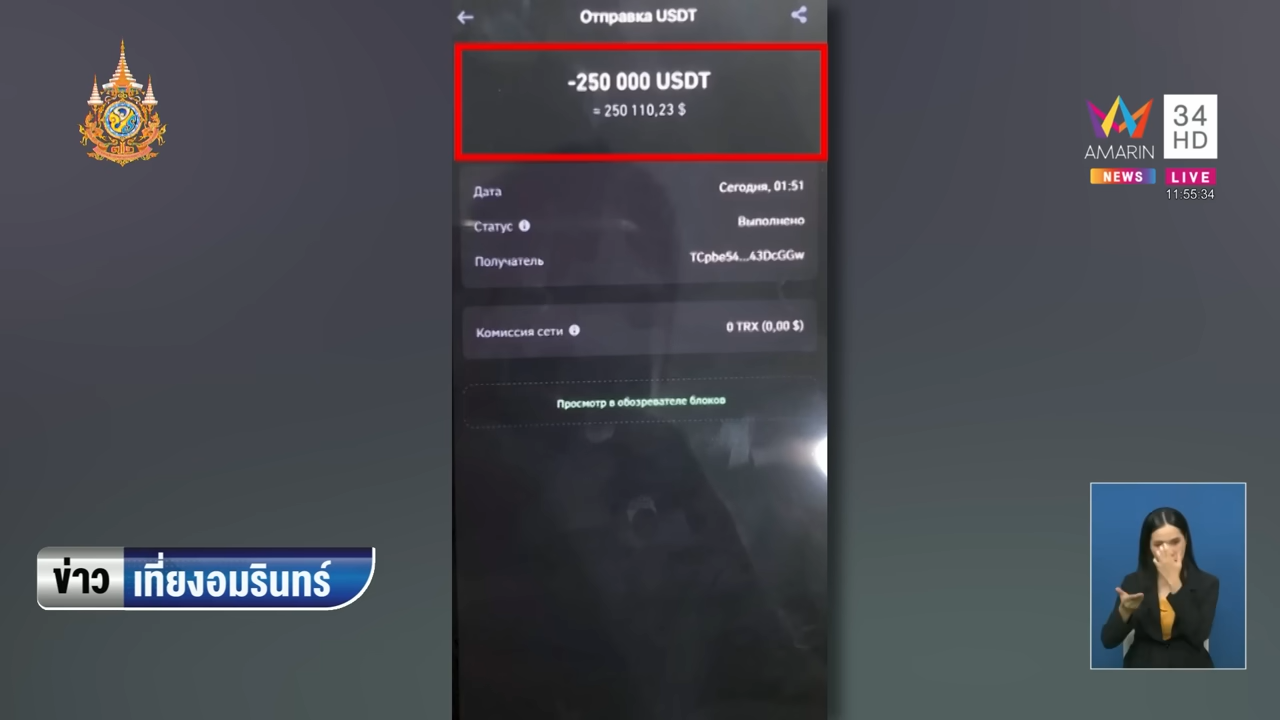 Отправка USDT
-250 000 USDT
≈ 250 110,23 $
Дата
Сегодня, 01:51
Статус
Выполнено
Получатель
TCpbe54...43DcGGw
Комиссия сети
0 TRX (0,00 $)
Просмотр в обозревателе блоков
AMARIN
34
HD
NEWS
LIVE
11:55:34
ข่าว เที่ยงอมรินทร์